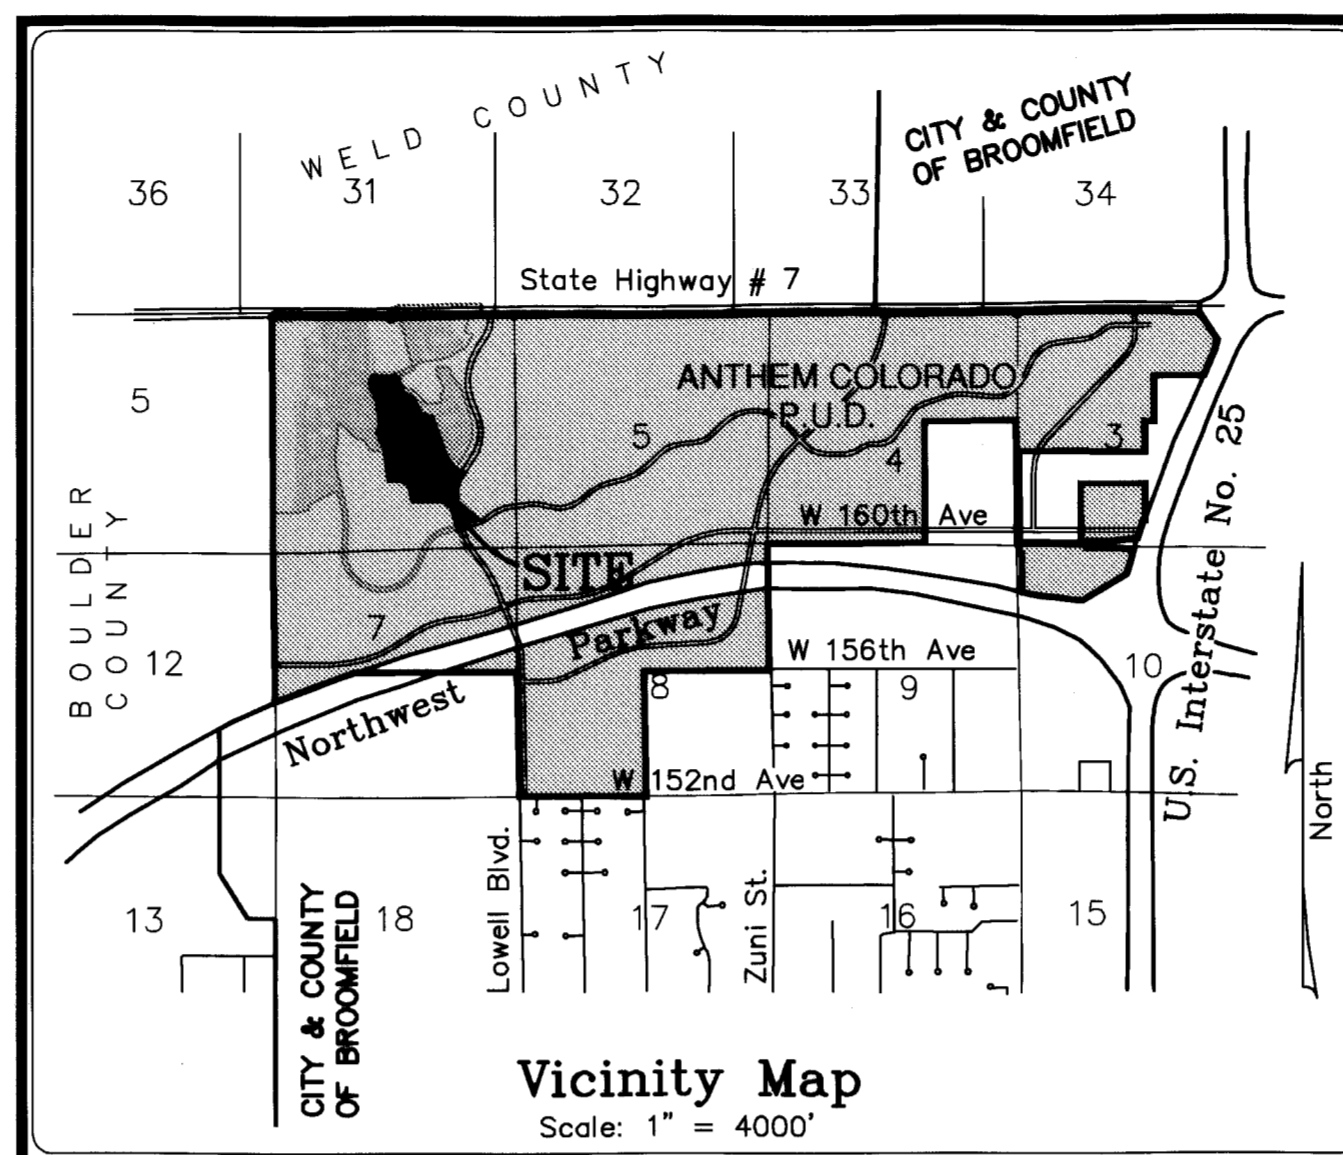 WELD COUNTY
CITY & COUNTY
OF BROOMFIELD
36
31
32
33
34
State Highway # 7
ANTHEM COLORADO
P.U.D.
5
5
4
3
W 160th Ave
SITE
BOULDER
COUNTY
7
12
Parkway
Northwest
8
W 156th Ave
9
10
U.S. Interstate No. 25
W 152nd Ave
North
13
18
Lowell Blvd.
17
Zuni St.
16
15
CITY & COUNTY
OF BROOMFIELD
Vicinity Map
Scale: 1" = 4000'